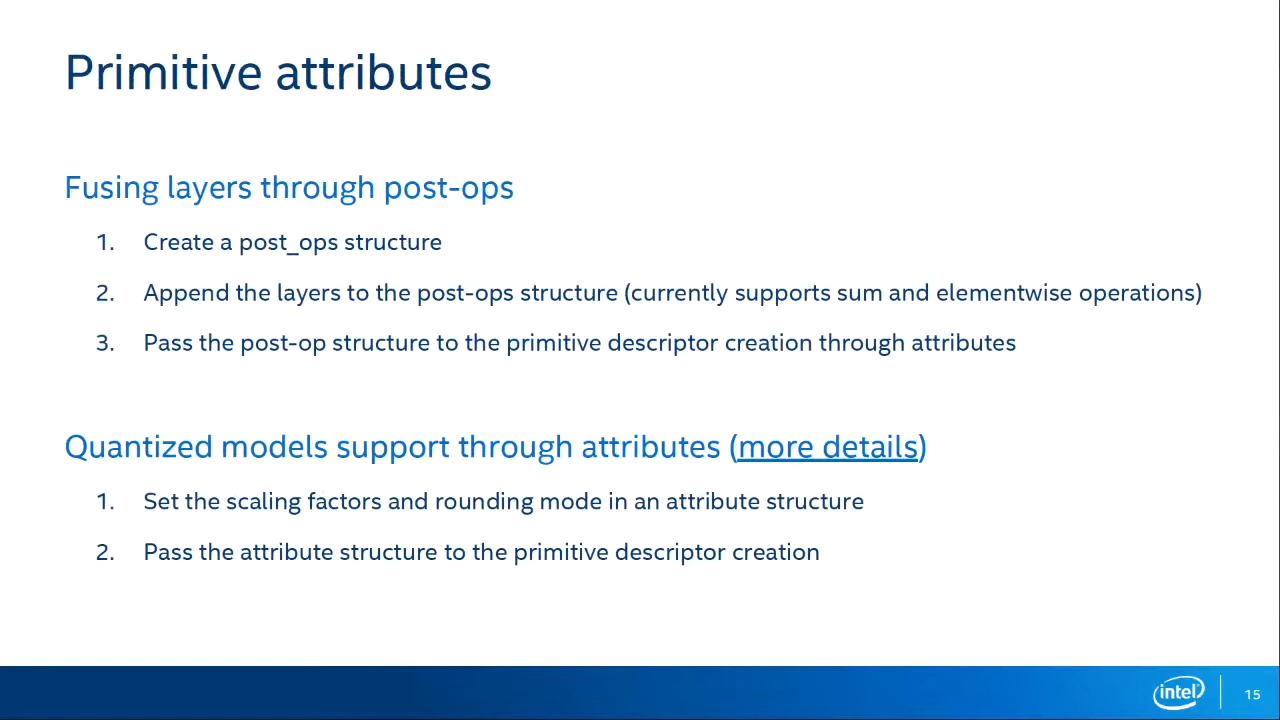 Primitive attributes
Fusing layers through post-ops
1. Create a post_ops structure
2. Append the layers to the post-ops structure (currently supports sum and elementwise operations)
3. Pass the post-op structure to the primitive descriptor creation through attributes
Quantized models support through attributes (more details)
1. Set the scaling factors and rounding mode in an attribute structure
2. Pass the attribute structure to the primitive descriptor creation
intel
15